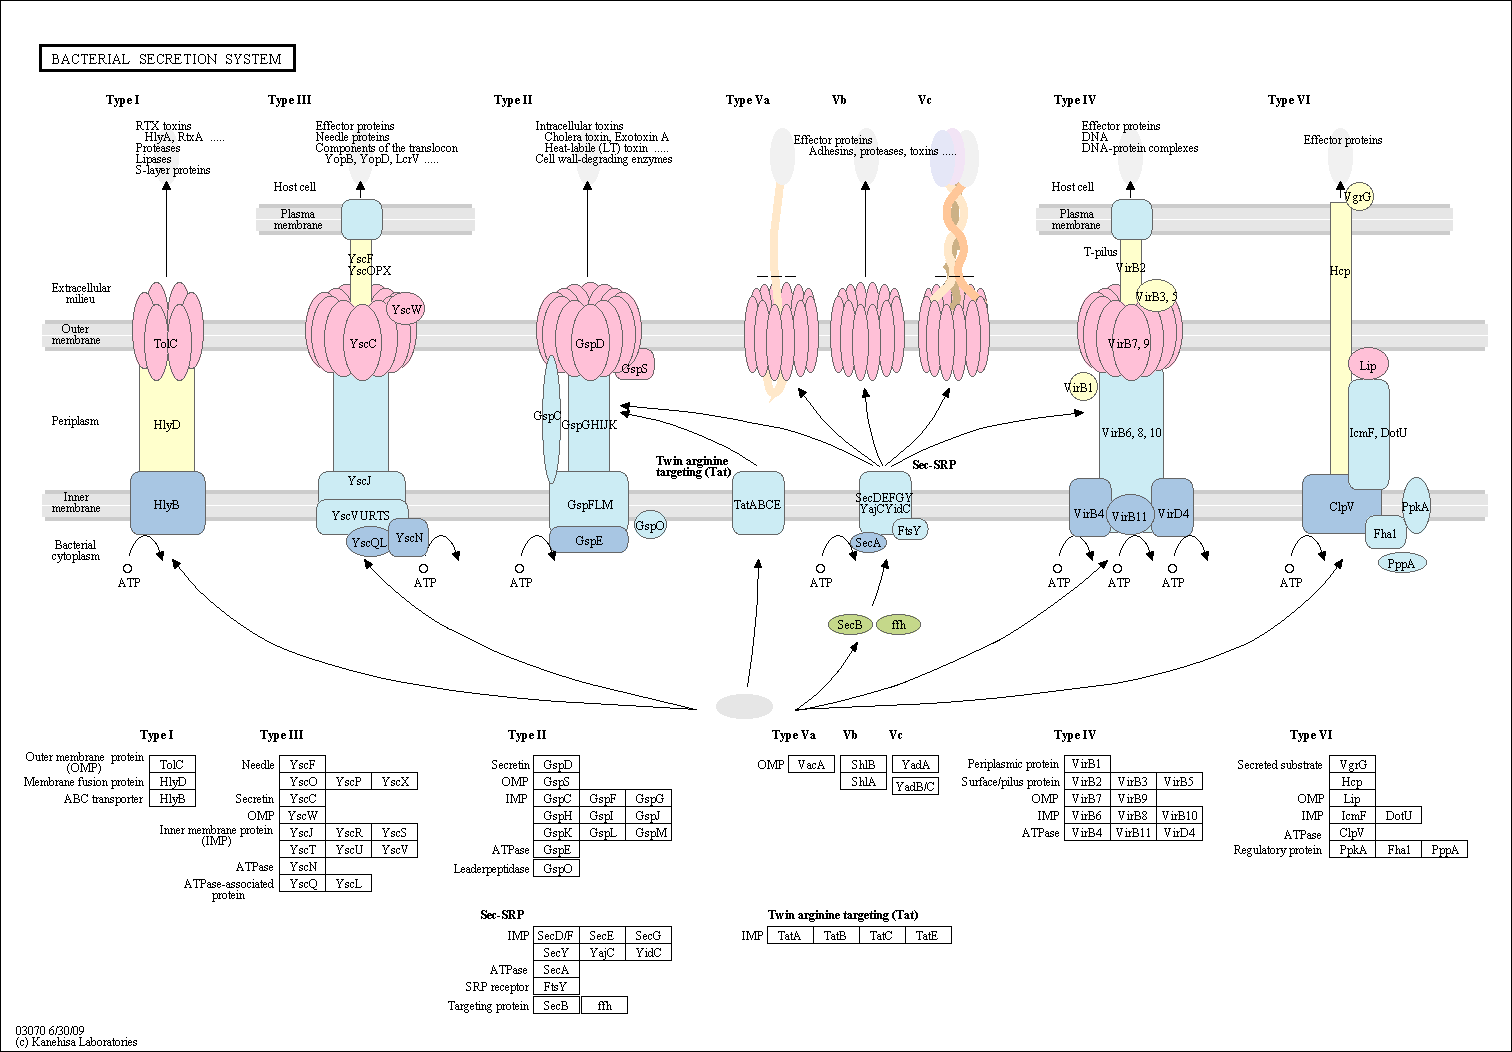 BACTERIAL SECRETION SYSTEM
Type I
Type III
Type II
Type Va
Vb
Vc
Type IV
Type VI
RTX toxins
HlyA, RtxA .....
Proteases
Lipases
S-layer proteins
Effector proteins
Needle proteins
Components of the translocon
YopB, YopD, LcrV .....
Intracellular toxins
Cholera toxin, Exotoxin A
Heat-labile (LT) toxin .....
Cell wall-degrading enzymes
Effector proteins
Adhesins, proteases, toxins .....
Effector proteins
DNA
DNA-protein complexes
Effector proteins
Host cell
Plasma
membrane
Host cell
Plasma
membrane
VgrG
YscF
YscOPX
T-pilus
VirB2
Hcp
Extracellular
milieu
YscW
VirB3, 5
Outer
membrane
TolC
YscC
GspD
GspS
VirB7, 9
Lip
VirB1
Periplasm
HlyD
GspC
GspGHIJK
VirB6, 8, 10
IcmF, DotU
Twin arginine
targeting (Tat)
Sec-SRP
Inner
membrane
HlyB
YscJ
YscVURTS
GspFLM
GspO
TatABCE
SecDEFGY
YajCYidC
FtsY
VirB4
VirB11
VirD4
ClpV
PpkA
Fha1
Bacterial
cytoplasm
YscQL
YscN
GspE
SecA
PppA
ATP
ATP
ATP
ATP
ATP
ATP
ATP
ATP
SecB
ffh
Type I
Outer membrane protein
(OMP)
TolC
Membrane fusion protein
HlyD
ABC transporter
HlyB
Type III
Needle
YscF
YscO YscP YscX
Secretin
YscC
OMP
YscW
Inner membrane protein
(IMP)
YscJ YscR YscS
YscT YscU YscV
ATPase
YscN
ATPase-associated
protein
YscQ YscL
Type II
Secretin
GspD
OMP
GspS
IMP
GspC GspF GspG
GspH GspI GspJ
GspK GspL GspM
ATPase
GspE
Leaderpeptidase
GspO
Type Va
Vb
Vc
OMP
VacA
ShlB
YadA
ShlA
YadB/C
Type IV
Periplasmic protein
VirB1
Surface/pilus protein
VirB2 VirB3 VirB5
OMP
VirB7 VirB9
IMP
VirB6 VirB8 VirB10
ATPase
VirB4 VirB11 VirD4
Type VI
Secreted substrate
VgrG
Hcp
OMP
Lip
IMP
IcmF DotU
ATPase
ClpV
Regulatory protein
PpkA Fha1 PppA
Sec-SRP
IMP
SecD/F SecE SecG
SecY YajC YidC
ATPase
SecA
SRP receptor
FtsY
Targeting protein
SecB ffh
Twin arginine targeting (Tat)
IMP
TatA TatB TatC TatE
03070 6/30/09
(c) Kanehisa Laboratories